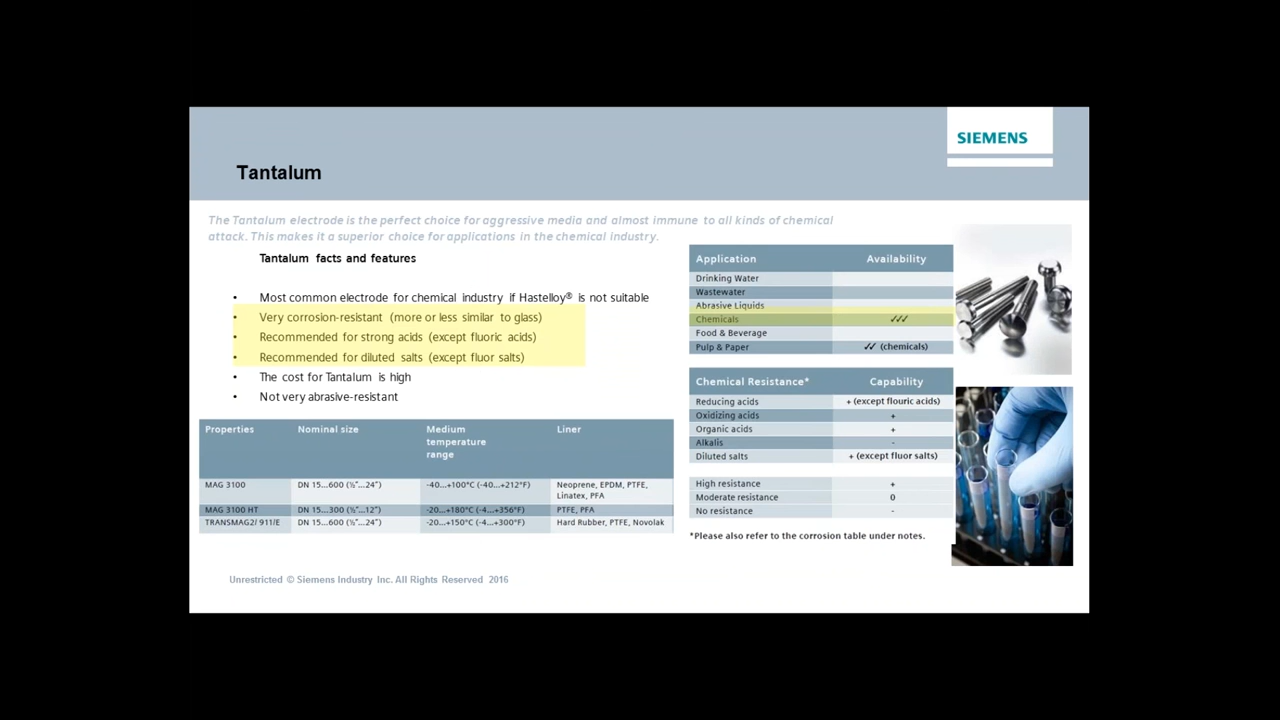 SIEMENS
Tantalum
The Tantalum electrode is the perfect choice for aggressive media and almost immune to all kinds of chemical
attack. This makes it a superior choice for applications in the chemical industry.
Tantalum facts and features
• Most common electrode for chemical industry if Hastelloy® is not suitable
• Very corrosion-resistant (more or less similar to glass)
• Recommended for strong acids (except fluoric acids)
• Recommended for diluted salts (except fluor salts)
• The cost for Tantalum is high
• Not very abrasive-resistant
Properties Nominal size Medium temperature range Liner
MAG 3100 DN 15...600 (½"...24") -40...+100°C (-40...+212°F) Neoprene, EPDM, PTFE, Linatex, PFA
MAG 3100 HT DN 15...300 (½"...12") -20...+180°C (-4...+356°F) PTFE, PFA
TRANSMAG2/ 911/E DN 15...600 (½"...24") -20...+150°C (-4...+300°F) Hard Rubber, PTFE, Novolak
Application Availability
Drinking Water
Wastewater
Abrasive Liquids
Chemicals ✓✓✓
Food & Beverage
Pulp & Paper ✓✓ (chemicals)
Chemical Resistance* Capability
Reducing acids + (except flouric acids)
Oxidizing acids +
Organic acids +
Alkalis -
Diluted salts + (except fluor salts)
High resistance +
Moderate resistance 0
No resistance -
*Please also refer to the corrosion table under notes.
Unrestricted © Siemens Industry Inc. All Rights Reserved 2016